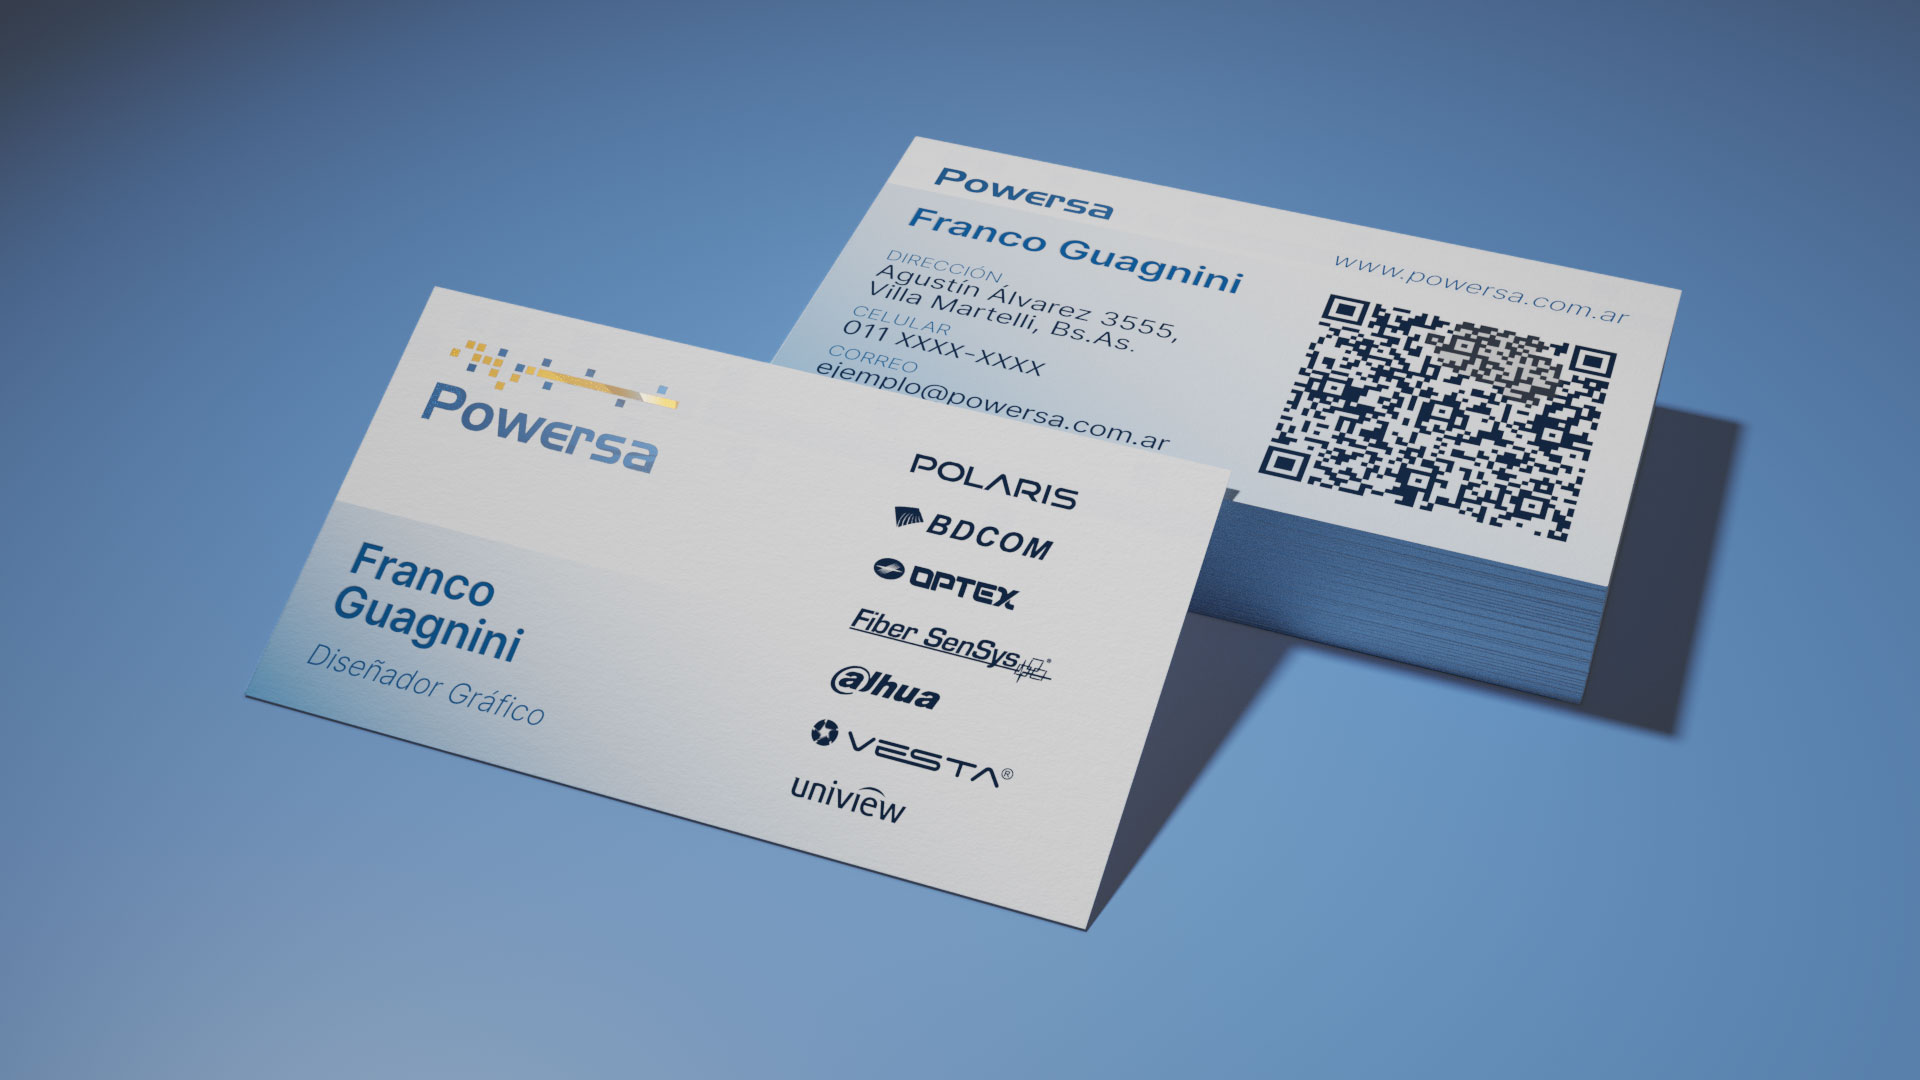 Powersa
Franco
Guagnini
Diseñador Gráfico
POLARIS
BDCOM
OPTEX
Fiber SenSys®
alhua
VESTA®
uniview
Powersa
Franco Guagnini
DIRECCIÓN
Agustín Álvarez 3555,
Villa Martelli, Bs.As.
CELULAR
011 XXXX-XXXX
CORREO
ejemplo@powersa.com.ar
www.powersa.com.ar